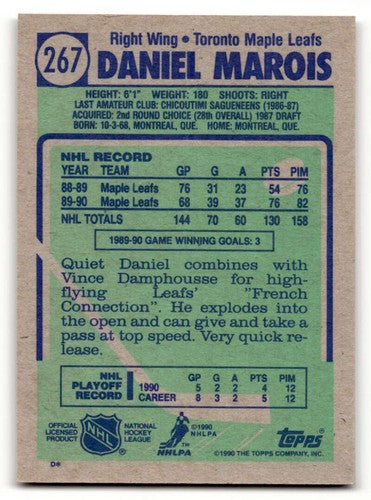 267
Right Wing • Toronto Maple Leafs
DANIEL MAROIS
HEIGHT: 6'1" WEIGHT: 180 SHOOTS: RIGHT
LAST AMATEUR CLUB: CHICOUTIMI SAGUENEENS (1986-87)
ACQUIRED: 2nd ROUND CHOICE (28th OVERALL) 1987 DRAFT
BORN: 10-3-68, MONTREAL, QUE. HOME: MONTREAL, QUE.
NHL RECORD
YEAR TEAM GP G A PTS PIM
88-89 Maple Leafs 76 31 23 54 76
89-90 Maple Leafs 68 39 37 76 82
NHL TOTALS 144 70 60 130 158
1989-90 GAME WINNING GOALS: 3
Quiet Daniel combines with
Vince Damphousse for high-
flying Leafs' "French
Connection". He explodes into
the open and can give and take a
pass at top speed. Very quick re-
lease.
NHL PLAYOFF RECORD
GP G A PTS PIM
1990 5 2 2 4 12
CAREER 8 3 2 5 12
OFFICIAL LICENSED PRODUCT
NHL
NATIONAL HOCKEY LEAGUE
NHLPA
©1990 NHLPA
Topps
©1990 THE TOPPS COMPANY, INC.
D*